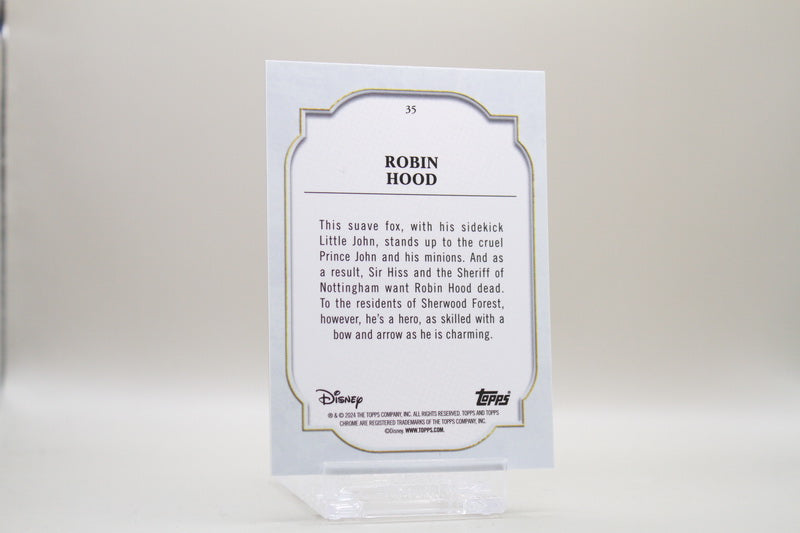 35
ROBIN
HOOD
This suave fox, with his sidekick
Little John, stands up to the cruel
Prince John and his minions. And as
a result, Sir Hiss and the Sheriff of
Nottingham want Robin Hood dead.
To the residents of Sherwood Forest,
however, he's a hero, as skilled with a
bow and arrow as he is charming.
Disney
Topps®
® & © 2024 THE TOPPS COMPANY, INC. ALL RIGHTS RESERVED. TOPPS AND TOPPS
CHROME ARE REGISTERED TRADEMARKS OF THE TOPPS COMPANY, INC.
©Disney. WWW.TOPPS.COM.